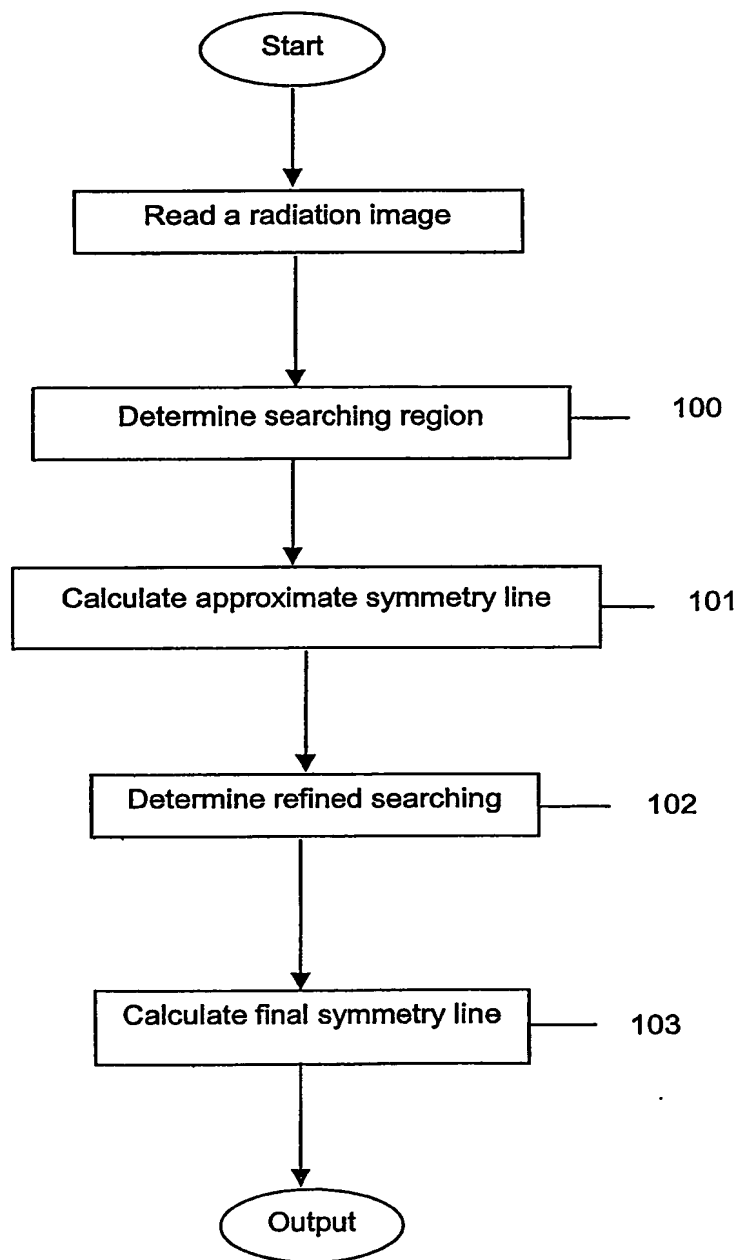 Start
Read a radiation image
Determine searching region
100
Calculate approximate symmetry line
101
Determine refined searching
102
Calculate final symmetry line
103
Output